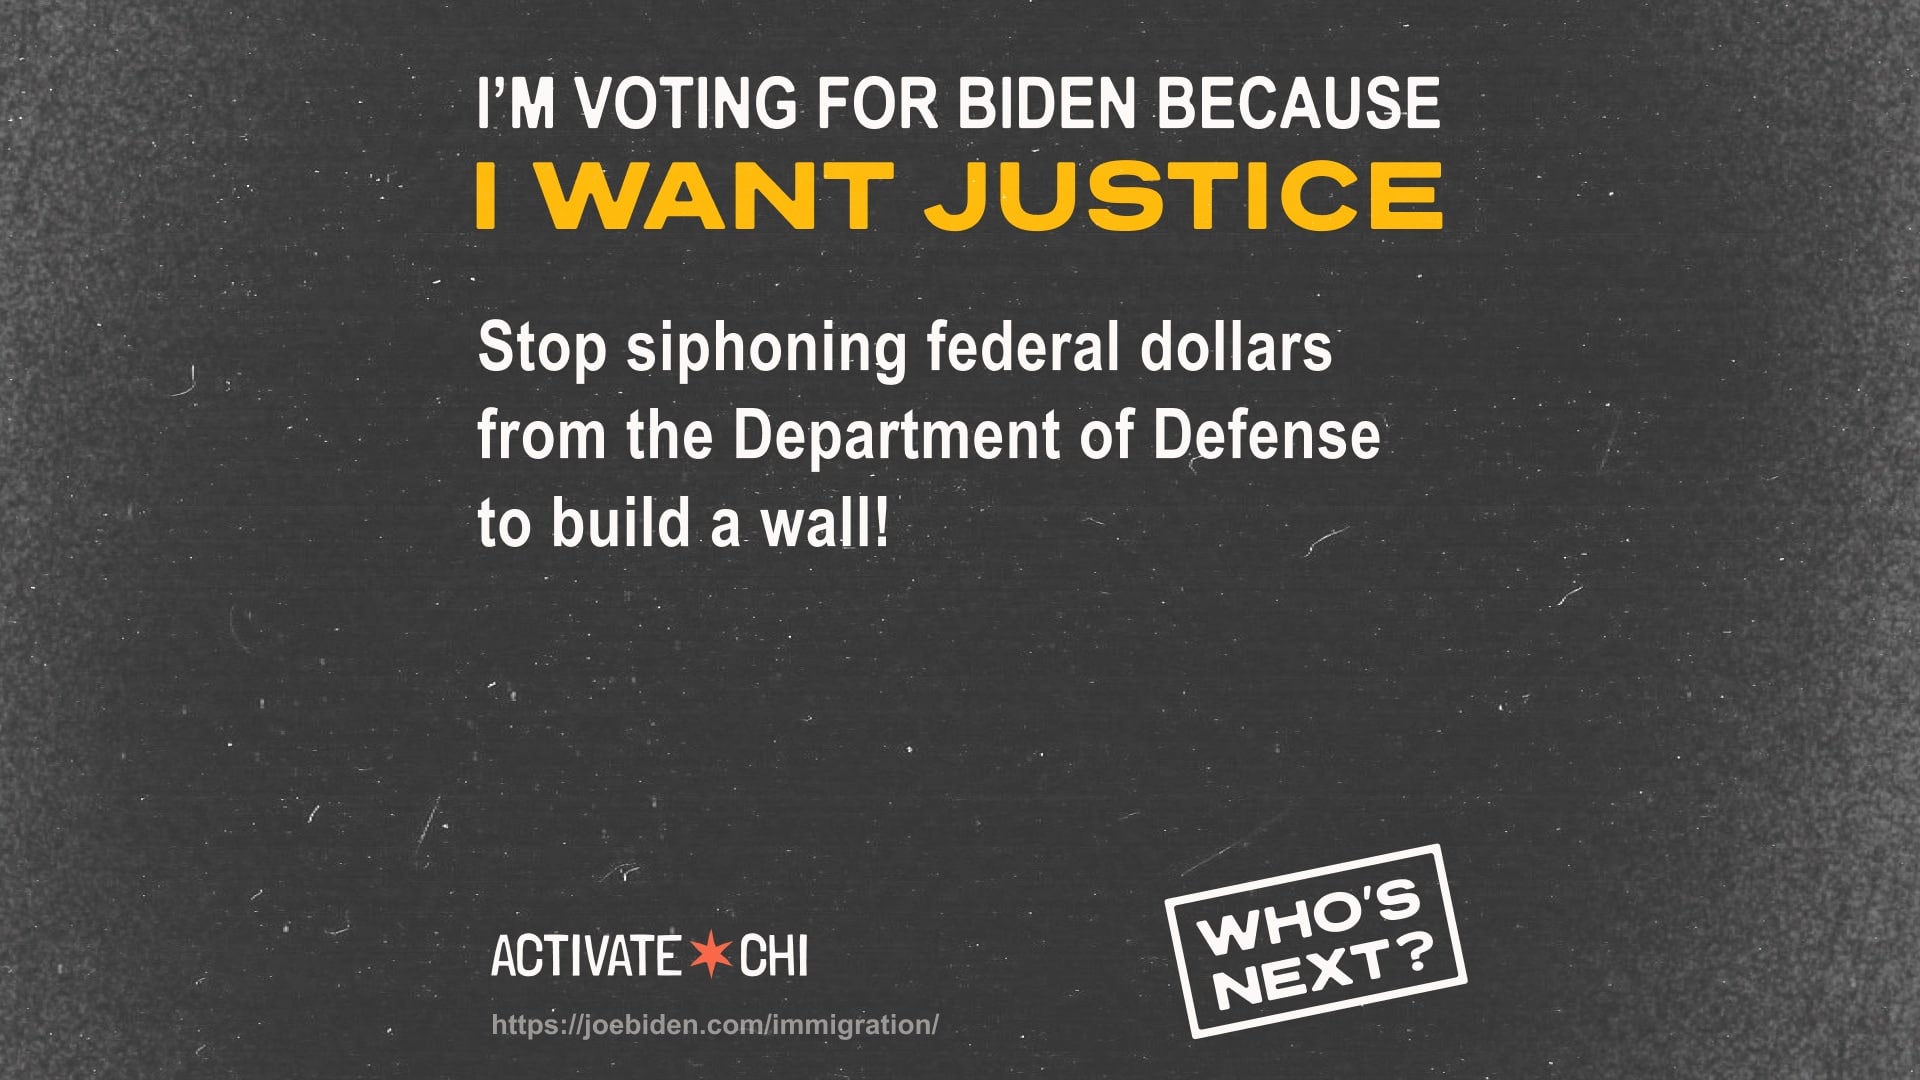 I’M VOTING FOR BIDEN BECAUSE
I WANT JUSTICE
Stop siphoning federal dollars
from the Department of Defense
to build a wall!
ACTIVATE CHI
https://joebiden.com/immigration/
WHO'S
NEXT?